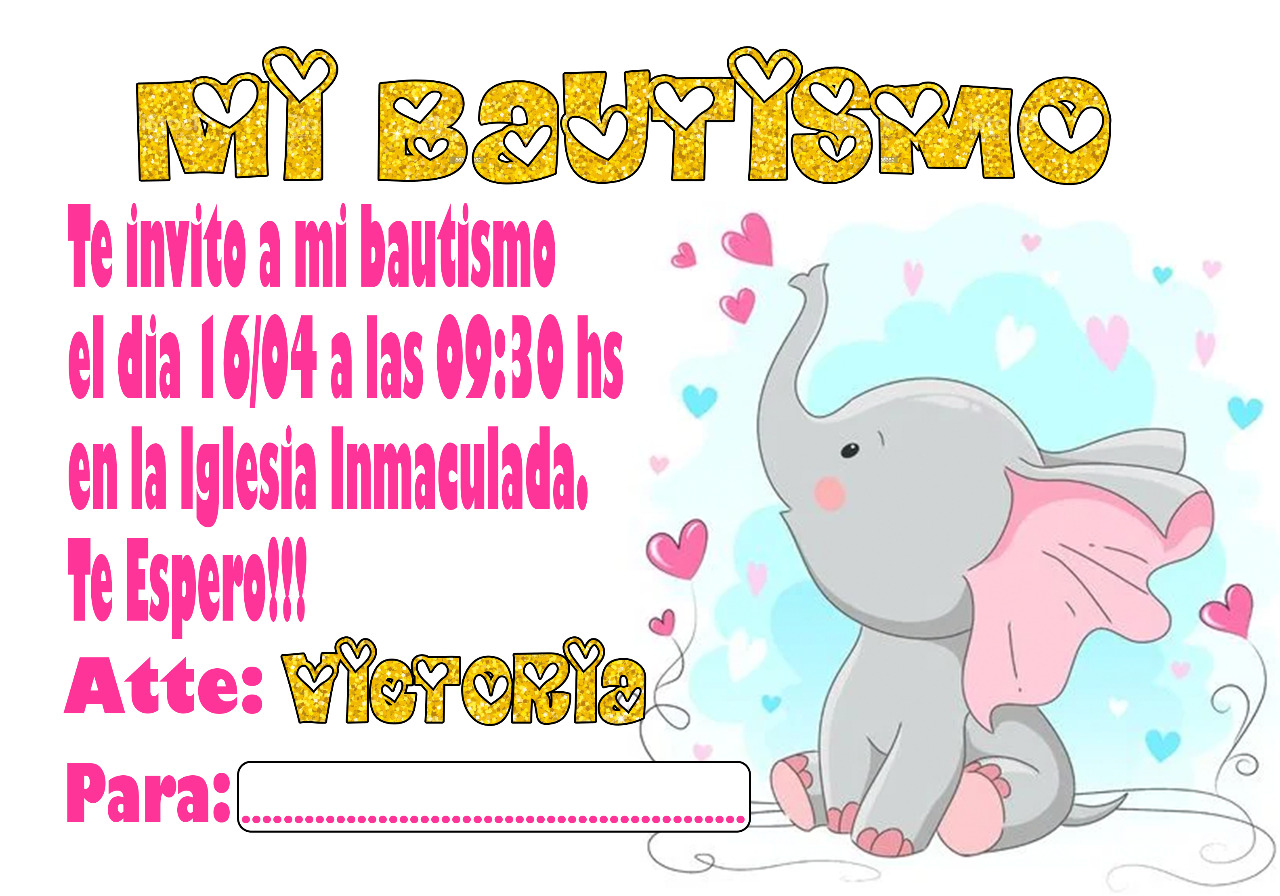 Mi Bautismo
Te invito a mi bautismo
el dia 16/04 a las 09:30 hs
en la Iglesia Inmaculada.
Te Espero!!!
Atte: Victoria
Para:..............................................